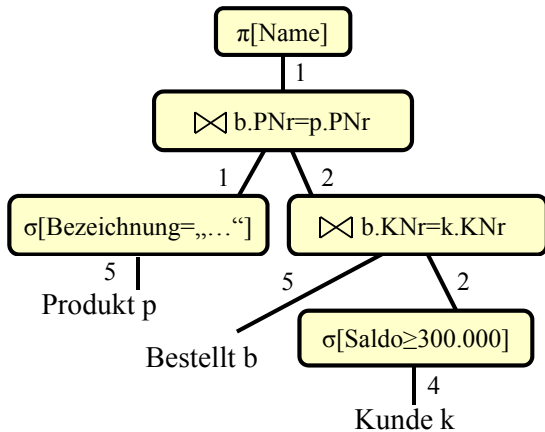 π[Name]
1
⋈ b.PNr=p.PNr
1
2
σ[Bezeichnung=„…“]
⋈ b.KNr=k.KNr
5
5
2
Produkt p
Bestellt b
σ[Saldo≥300.000]
4
Kunde k